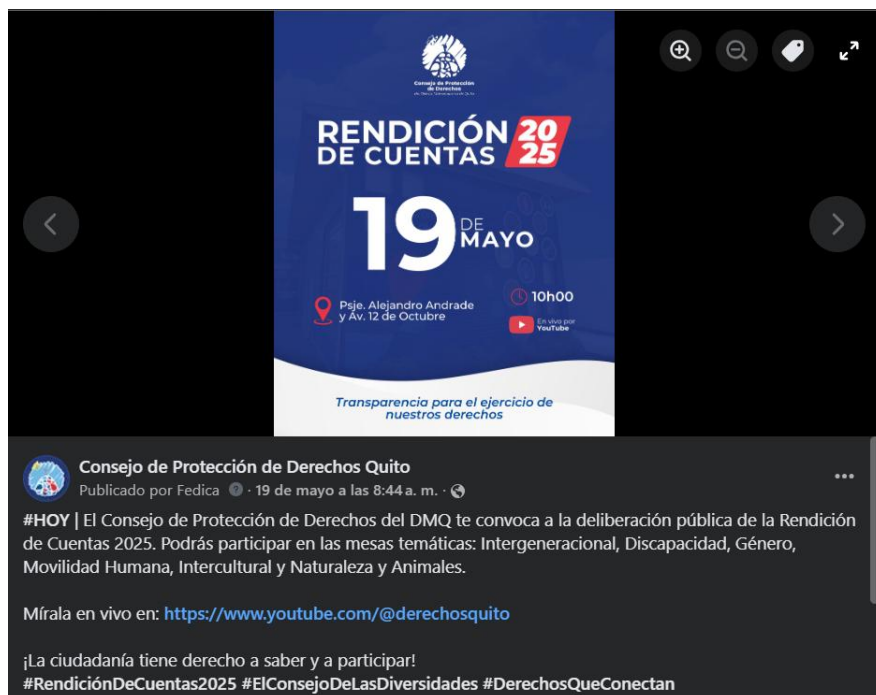 Consejo de Protección
de Derechos
RENDICIÓN
DE CUENTAS
20
25
19
DE
MAYO
Psje. Alejandro Andrade
y Av. 12 de Octubre
10h00
En vivo por
YouTube
Transparencia para el ejercicio de
nuestros derechos
Consejo de Protección de Derechos Quito
Publicado por Fedica · 19 de mayo a las 8:44 a. m. ·
#HOY | El Consejo de Protección de Derechos del DMQ te convoca a la deliberación pública de la Rendición
de Cuentas 2025. Podrás participar en las mesas temáticas: Intergeneracional, Discapacidad, Género,
Movilidad Humana, Intercultural y Naturaleza y Animales.
Mírala en vivo en: https://www.youtube.com/@derechosquito
¡La ciudadanía tiene derecho a saber y a participar!
#RendiciónDeCuentas2025 #ElConsejoDeLasDiversidades #DerechosQueConectan